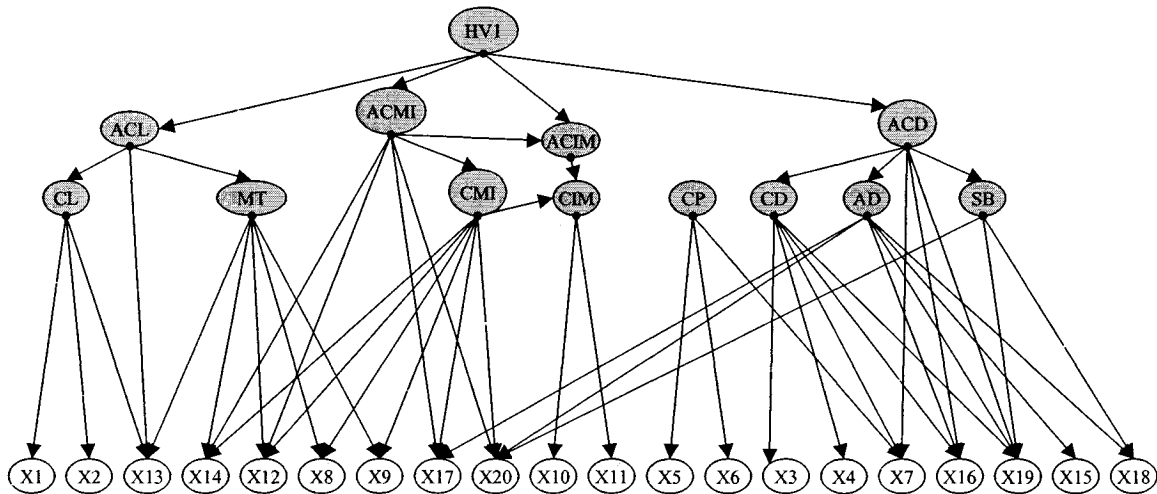 HV1
ACMI
ACL
ACIM
ACD
CL
MT
CMI
CIM
CP
CD
AD
SB
X1 X2 X13 X14 X12 X8 X9 X17 X20 X10 X11 X5 X6 X3 X4 X7 X16 X19 X15 X18